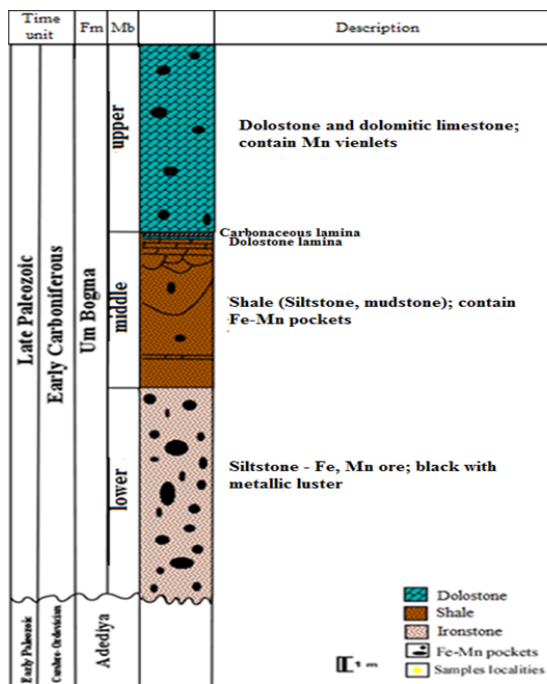 Time unit
Fm
Mb
Description
Late Paleozoic
Early Carboniferous
Um Bogma
upper
Dolostone and dolomitic limestone;
contain Mn vienlets
Carbonaceous lamina
Dolostone lamina
middle
Shale (Siltstone, mudstone); contain
Fe-Mn pockets
lower
Siltstone - Fe, Mn ore; black with
metallic luster
Early Paleozoic
Adediya
Dolostone
Shale
Ironstone
Fe-Mn pockets
Samples localities
1 m